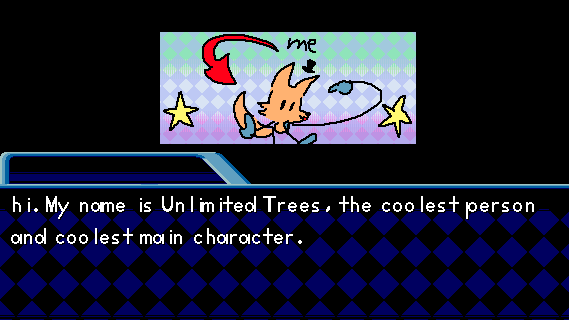 me
hi. My name is Unlimited Trees, the coolest person
and coolest main character.